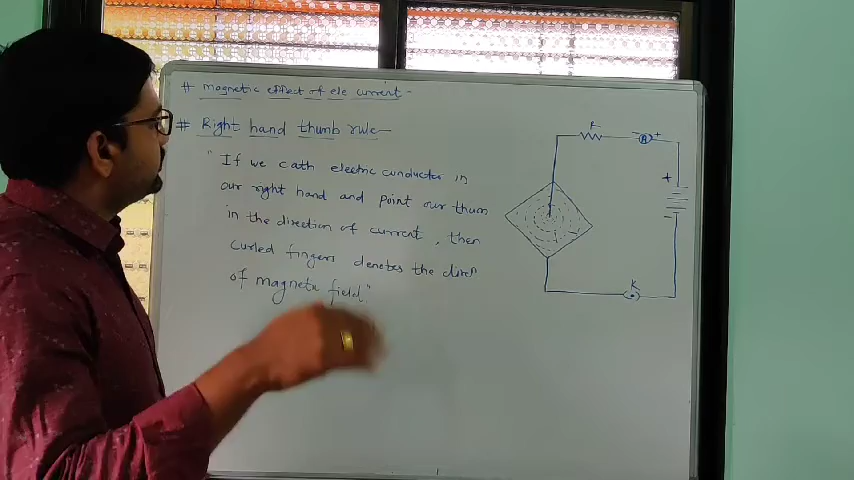 # magnetic effect of ele current -
# Right hand thumb rule -
" If we cath electric conductor in
our right hand and point our thum
in the direction of current , then
curled fingers denotes the diren
of magnetic field"
R
- A +
+
-
K